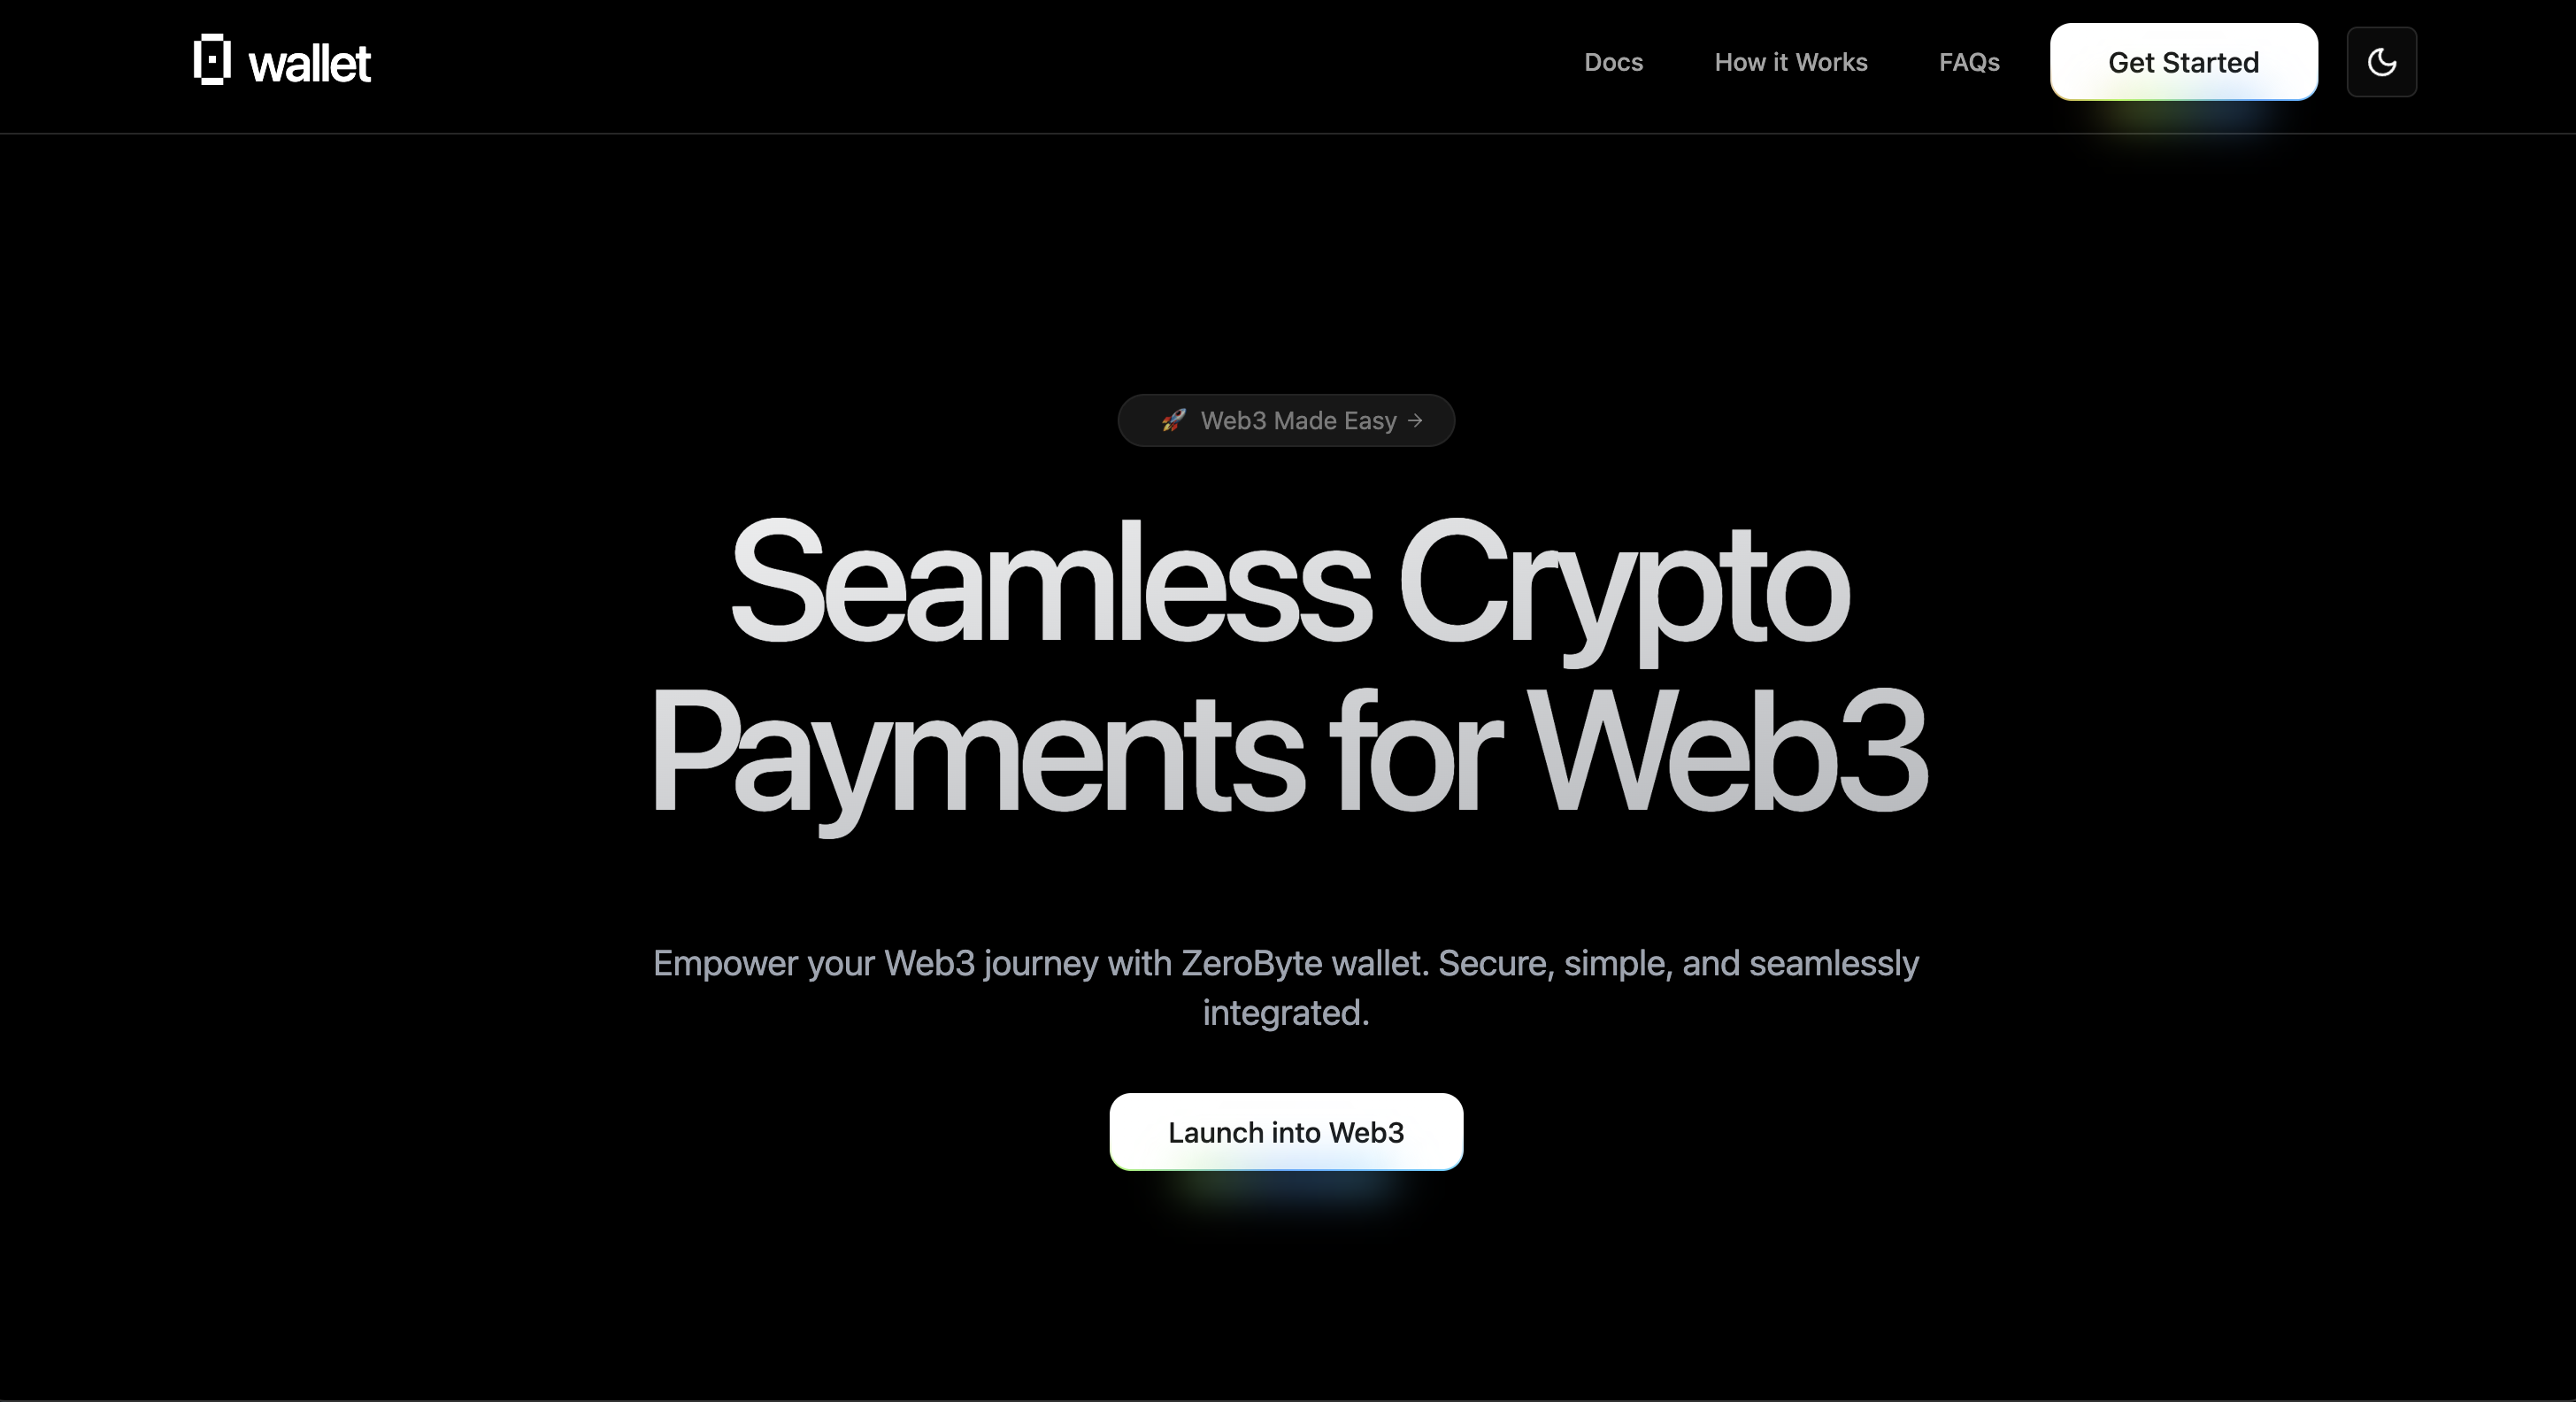 wallet
Docs
How it Works
FAQs
Get Started
🚀 Web3 Made Easy →
Seamless Crypto
Payments for Web3
Empower your Web3 journey with ZeroByte wallet. Secure, simple, and seamlessly
integrated.
Launch into Web3